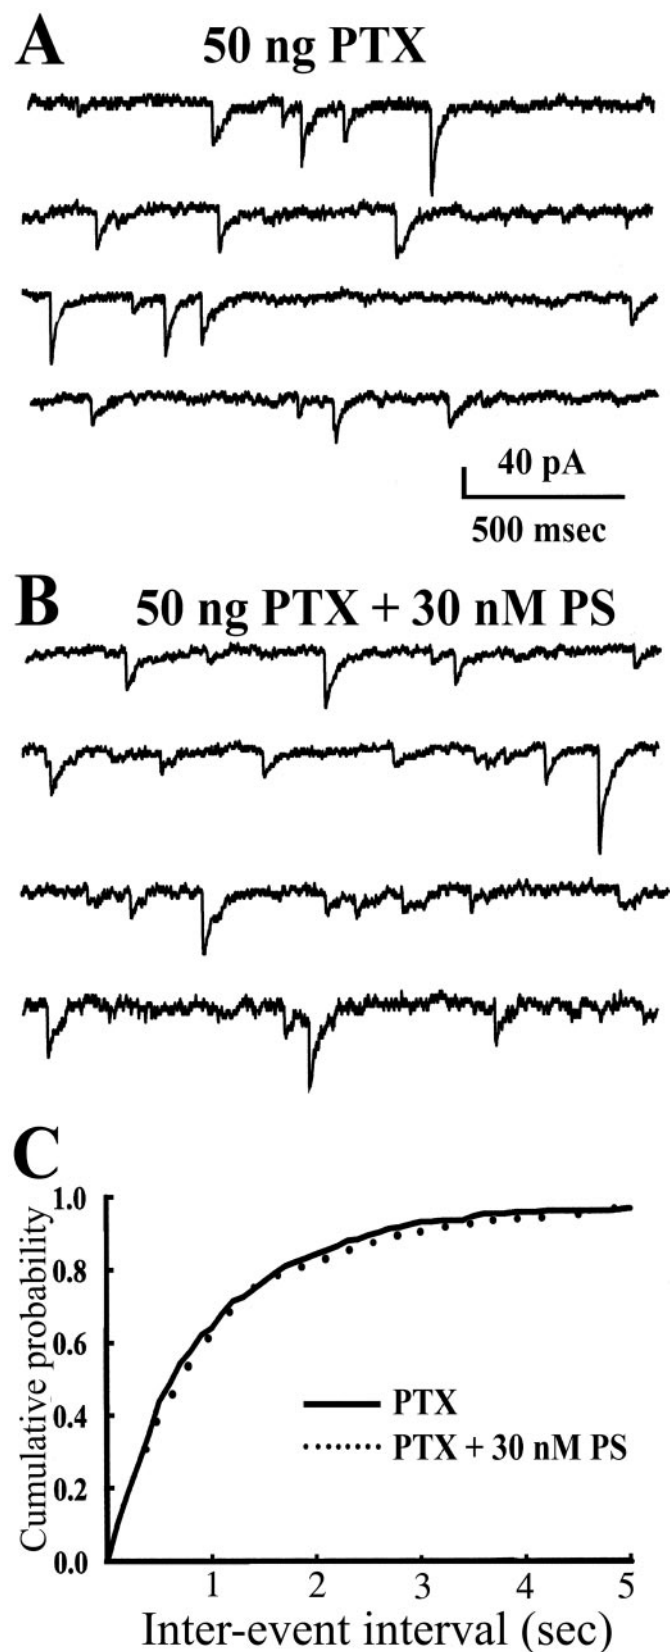 A
50 ng PTX
40 pA
500 msec
B
50 ng PTX + 30 nM PS
C
Cumulative probability
1.0
0.8
0.6
0.4
0.2
0.0
PTX
PTX + 30 nM PS
1 2 3 4 5
Inter-event interval (sec)